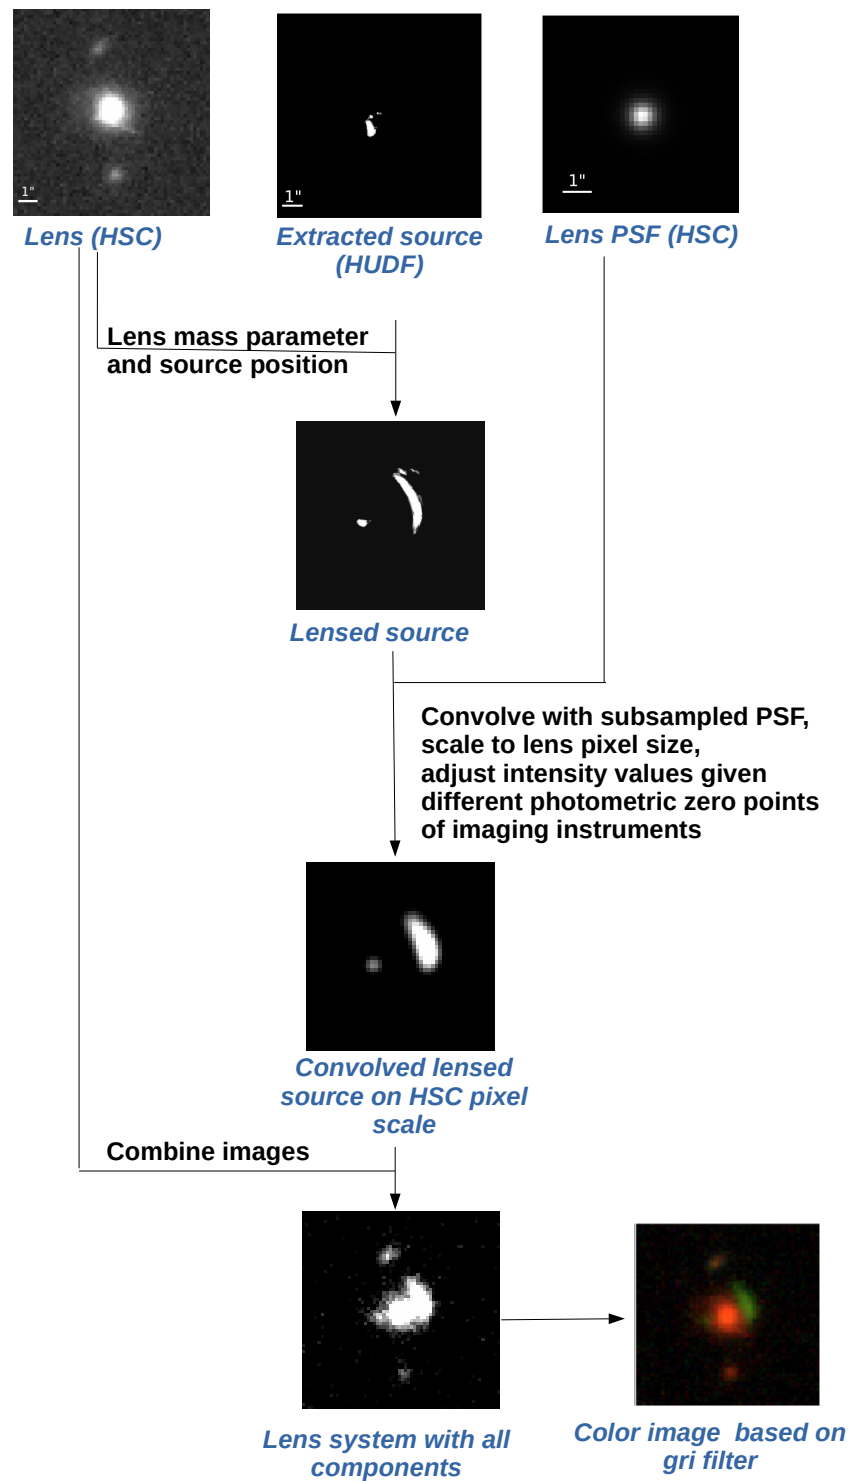 1"
1"
1"
Lens (HSC)
Extracted source
(HUDF)
Lens PSF (HSC)
Lens mass parameter
and source position
Lensed source
Convolve with subsampled PSF,
scale to lens pixel size,
adjust intensity values given
different photometric zero points
of imaging instruments
Convolved lensed
source on HSC pixel
scale
Combine images
Lens system with all
components
Color image based on
gri filter